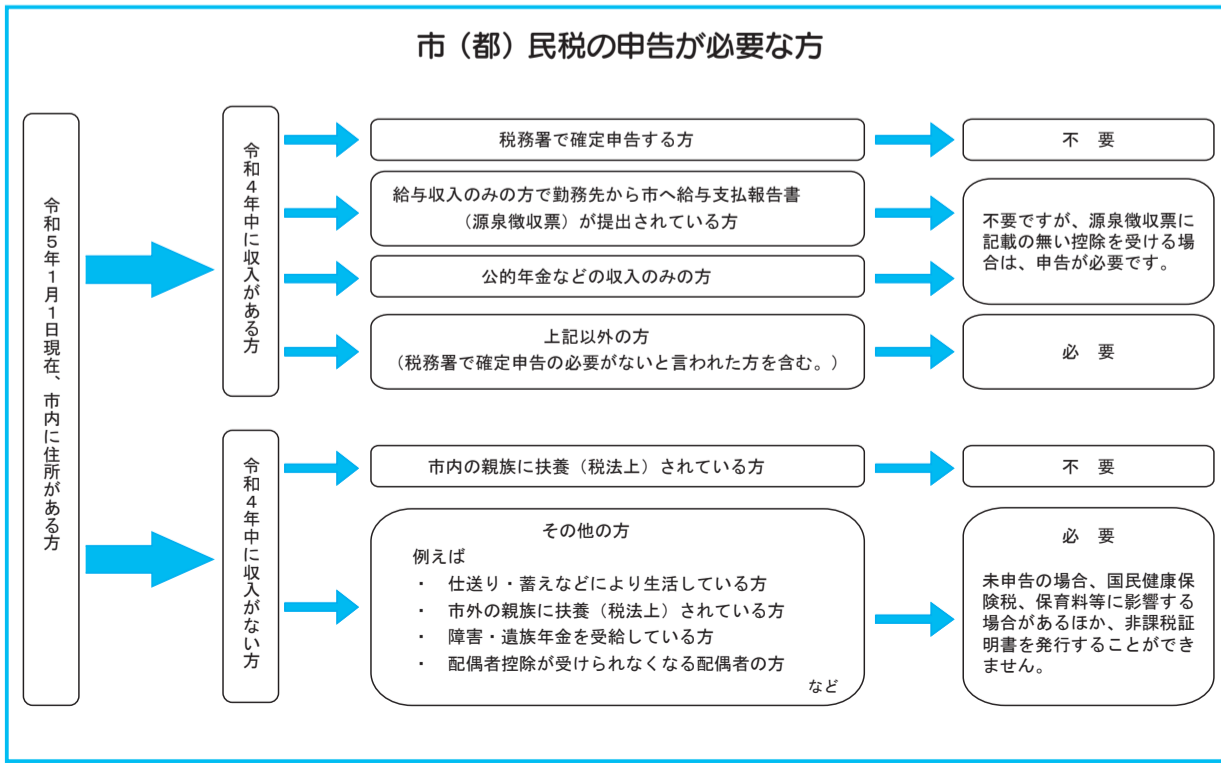 市（都）民税の申告が必要な方
令和５年１月１日現在、市内に住所がある方
令和４年中に収入がある方
税務署で確定申告する方
不　要
給与収入のみの方で勤務先から市へ給与支払報告書
（源泉徴収票）が提出されている方
公的年金などの収入のみの方
不要ですが、源泉徴収票に
記載の無い控除を受ける場
合は、申告が必要です。
上記以外の方
（税務署で確定申告の必要がないと言われた方を含む。）
必　要
令和４年中に収入がない方
市内の親族に扶養（税法上）されている方
不　要
その他の方
例えば
・　仕送り・蓄えなどにより生活している方
・　市外の親族に扶養（税法上）されている方
・　障害・遺族年金を受給している方
・　配偶者控除が受けられなくなる配偶者の方
など
必　要
未申告の場合、国民健康保
険税、保育料等に影響する
場合があるほか、非課税証
明書を発行することができ
ません。